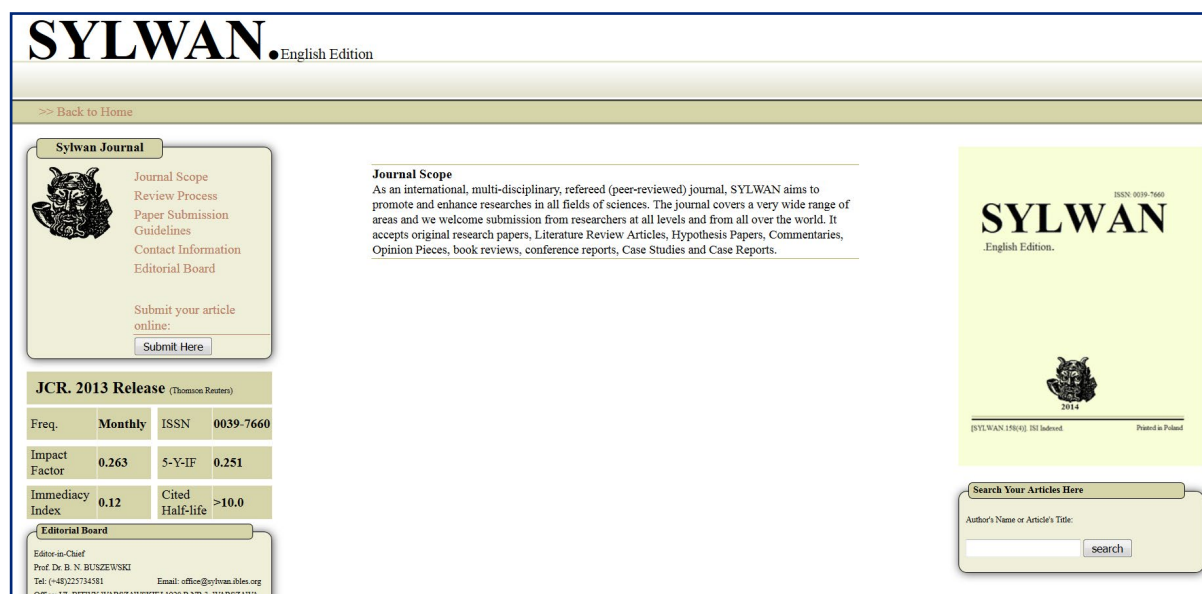 SYLWAN.English Edition
>> Back to Home
Sylwan Journal
Journal Scope
Review Process
Paper Submission
Guidelines
Contact Information
Editorial Board
Submit your article
online:
Submit Here
JCR. 2013 Release (Thomson Reuters)
Freq. Monthly ISSN 0039-7660
Impact Factor 0.263 5-Y-IF 0.251
Immediacy Index 0.12 Cited Half-life >10.0
Editorial Board
Editor-in-Chief
Prof. Dr. B. N. BUSZEWSKI
Tel: (+48)225734581 Email: office@sylwan.ibles.org
Journal Scope
As an international, multi-disciplinary, refereed (peer-reviewed) journal, SYLWAN aims to
promote and enhance researches in all fields of sciences. The journal covers a very wide range of
areas and we welcome submission from researchers at all levels and from all over the world. It
accepts original research papers, Literature Review Articles, Hypothesis Papers, Commentaries,
Opinion Pieces, book reviews, conference reports, Case Studies and Case Reports.
ISSN: 0039-7660
SYLWAN
.English Edition.
2014
[SYLWAN.158(4)]. ISI Indexed. Printed in Poland
Search Your Articles Here
Author's Name or Article's Title:
search